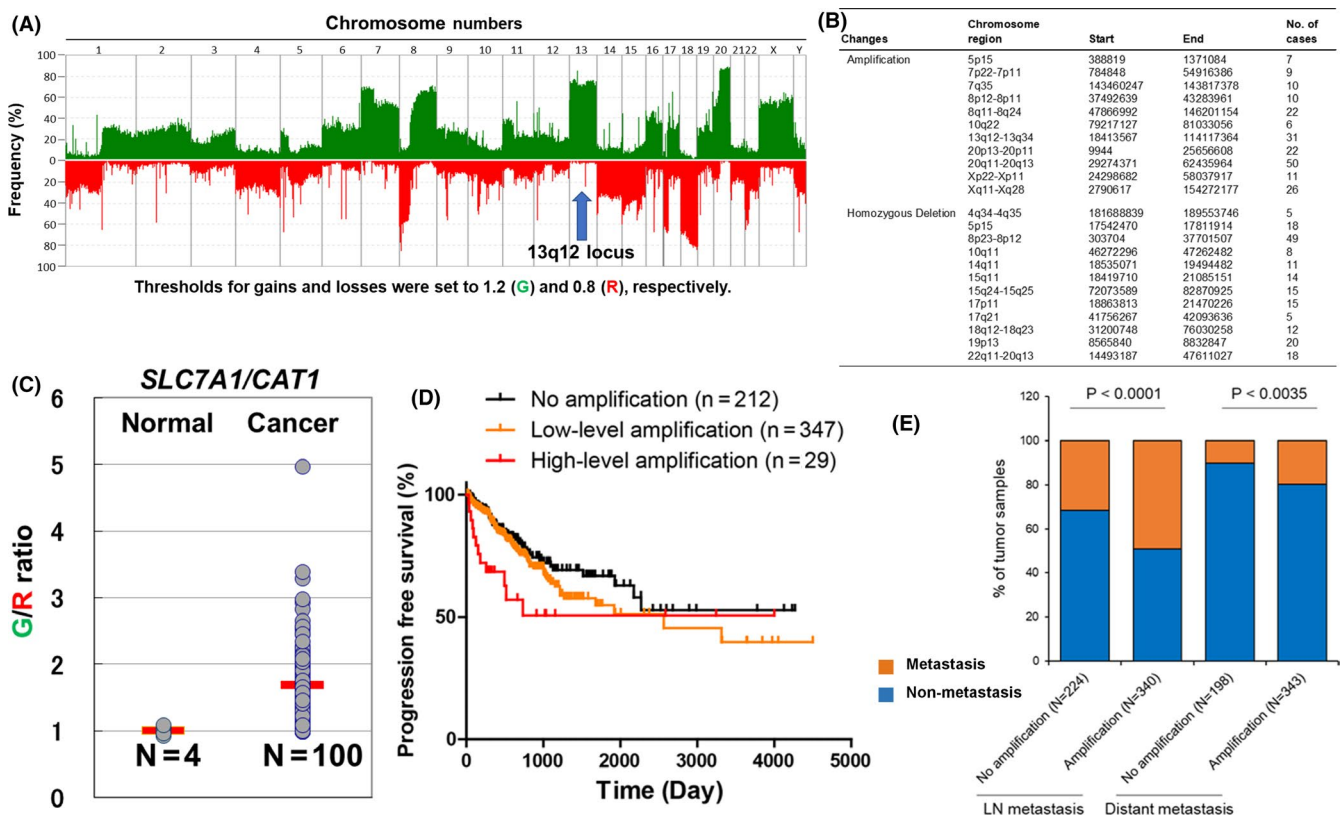 (A)
Chromosome numbers
1 2 3 4 5 6 7 8 9 10 11 12 13 14 15 16 17 18 19 20 2122 X Y
Frequency (%)
100
80
60
40
20
0
20
40
60
80
100
13q12 locus
Thresholds for gains and losses were set to 1.2 (G) and 0.8 (R), respectively.
(B)
Changes Chromosome region Start End No. of cases
Amplification 5p15 388819 1371084 7
7p22-7p11 784848 54916386 9
7q35 143460247 143817378 10
8p12-8p11 37492639 43283961 10
8q11-8q24 47866992 146201154 22
10q22 79217127 81033056 6
13q12-13q34 18413567 114117364 31
20p13-20p11 9944 25656608 22
20q11-20q13 29274371 62435964 50
Xp22-Xp11 24298682 58037917 11
Xq11-Xq28 2790617 154272177 26
Homozygous Deletion 4q34-4q35 181688839 189553746 5
5p15 17542470 17811914 18
8p23-8p12 303704 37701507 49
10q11 46272296 47262482 8
14q11 18535071 19494482 11
15q11 18419710 21085151 14
15q24-15q25 72073589 82870925 15
17p11 18863813 21470226 15
17q21 41756267 42093636 5
18q12-18q23 31200748 76030258 12
19p13 8565840 8832847 20
22q11-20q13 14493187 47611027 18
(C)
SLC7A1/CAT1
Normal Cancer
G/R ratio
6
5
4
3
2
1
0
N=4 N=100
(D)
No amplification (n=212)
Low-level amplification (n=347)
High-level amplification (n=29)
Progression free survival (%)
100
50
0
0 1000 2000 3000 4000 5000
Time (Day)
(E)
P < 0.0001 P < 0.0035
% of tumor samples
120
100
80
60
40
20
0
Metastasis
Non-metastasis
No amplification (N=224)
Amplification (N=340)
No amplification (N=198)
Amplification (N=343)
LN metastasis Distant metastasis